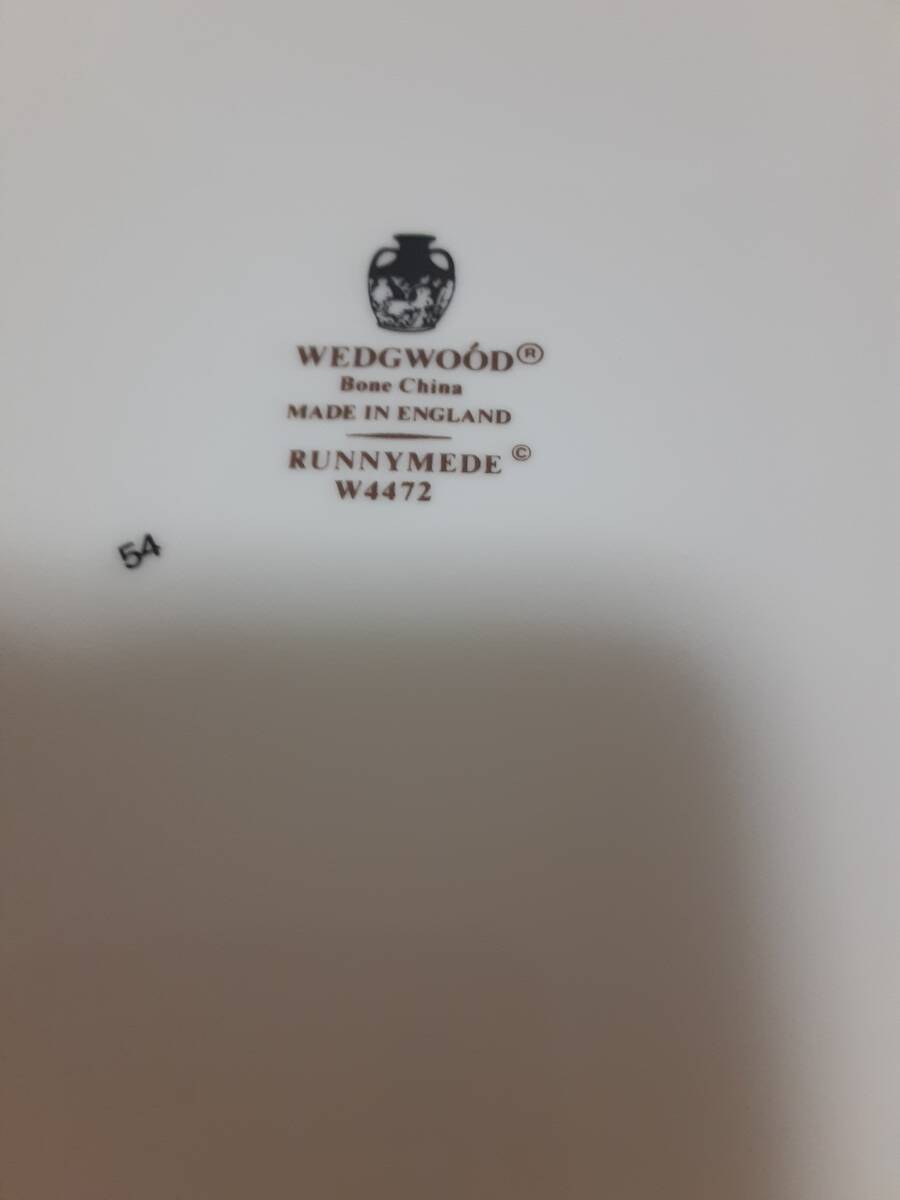 WEDGWOOD®
Bone China
MADE IN ENGLAND
RUNNYMEDE ©
W4472
54